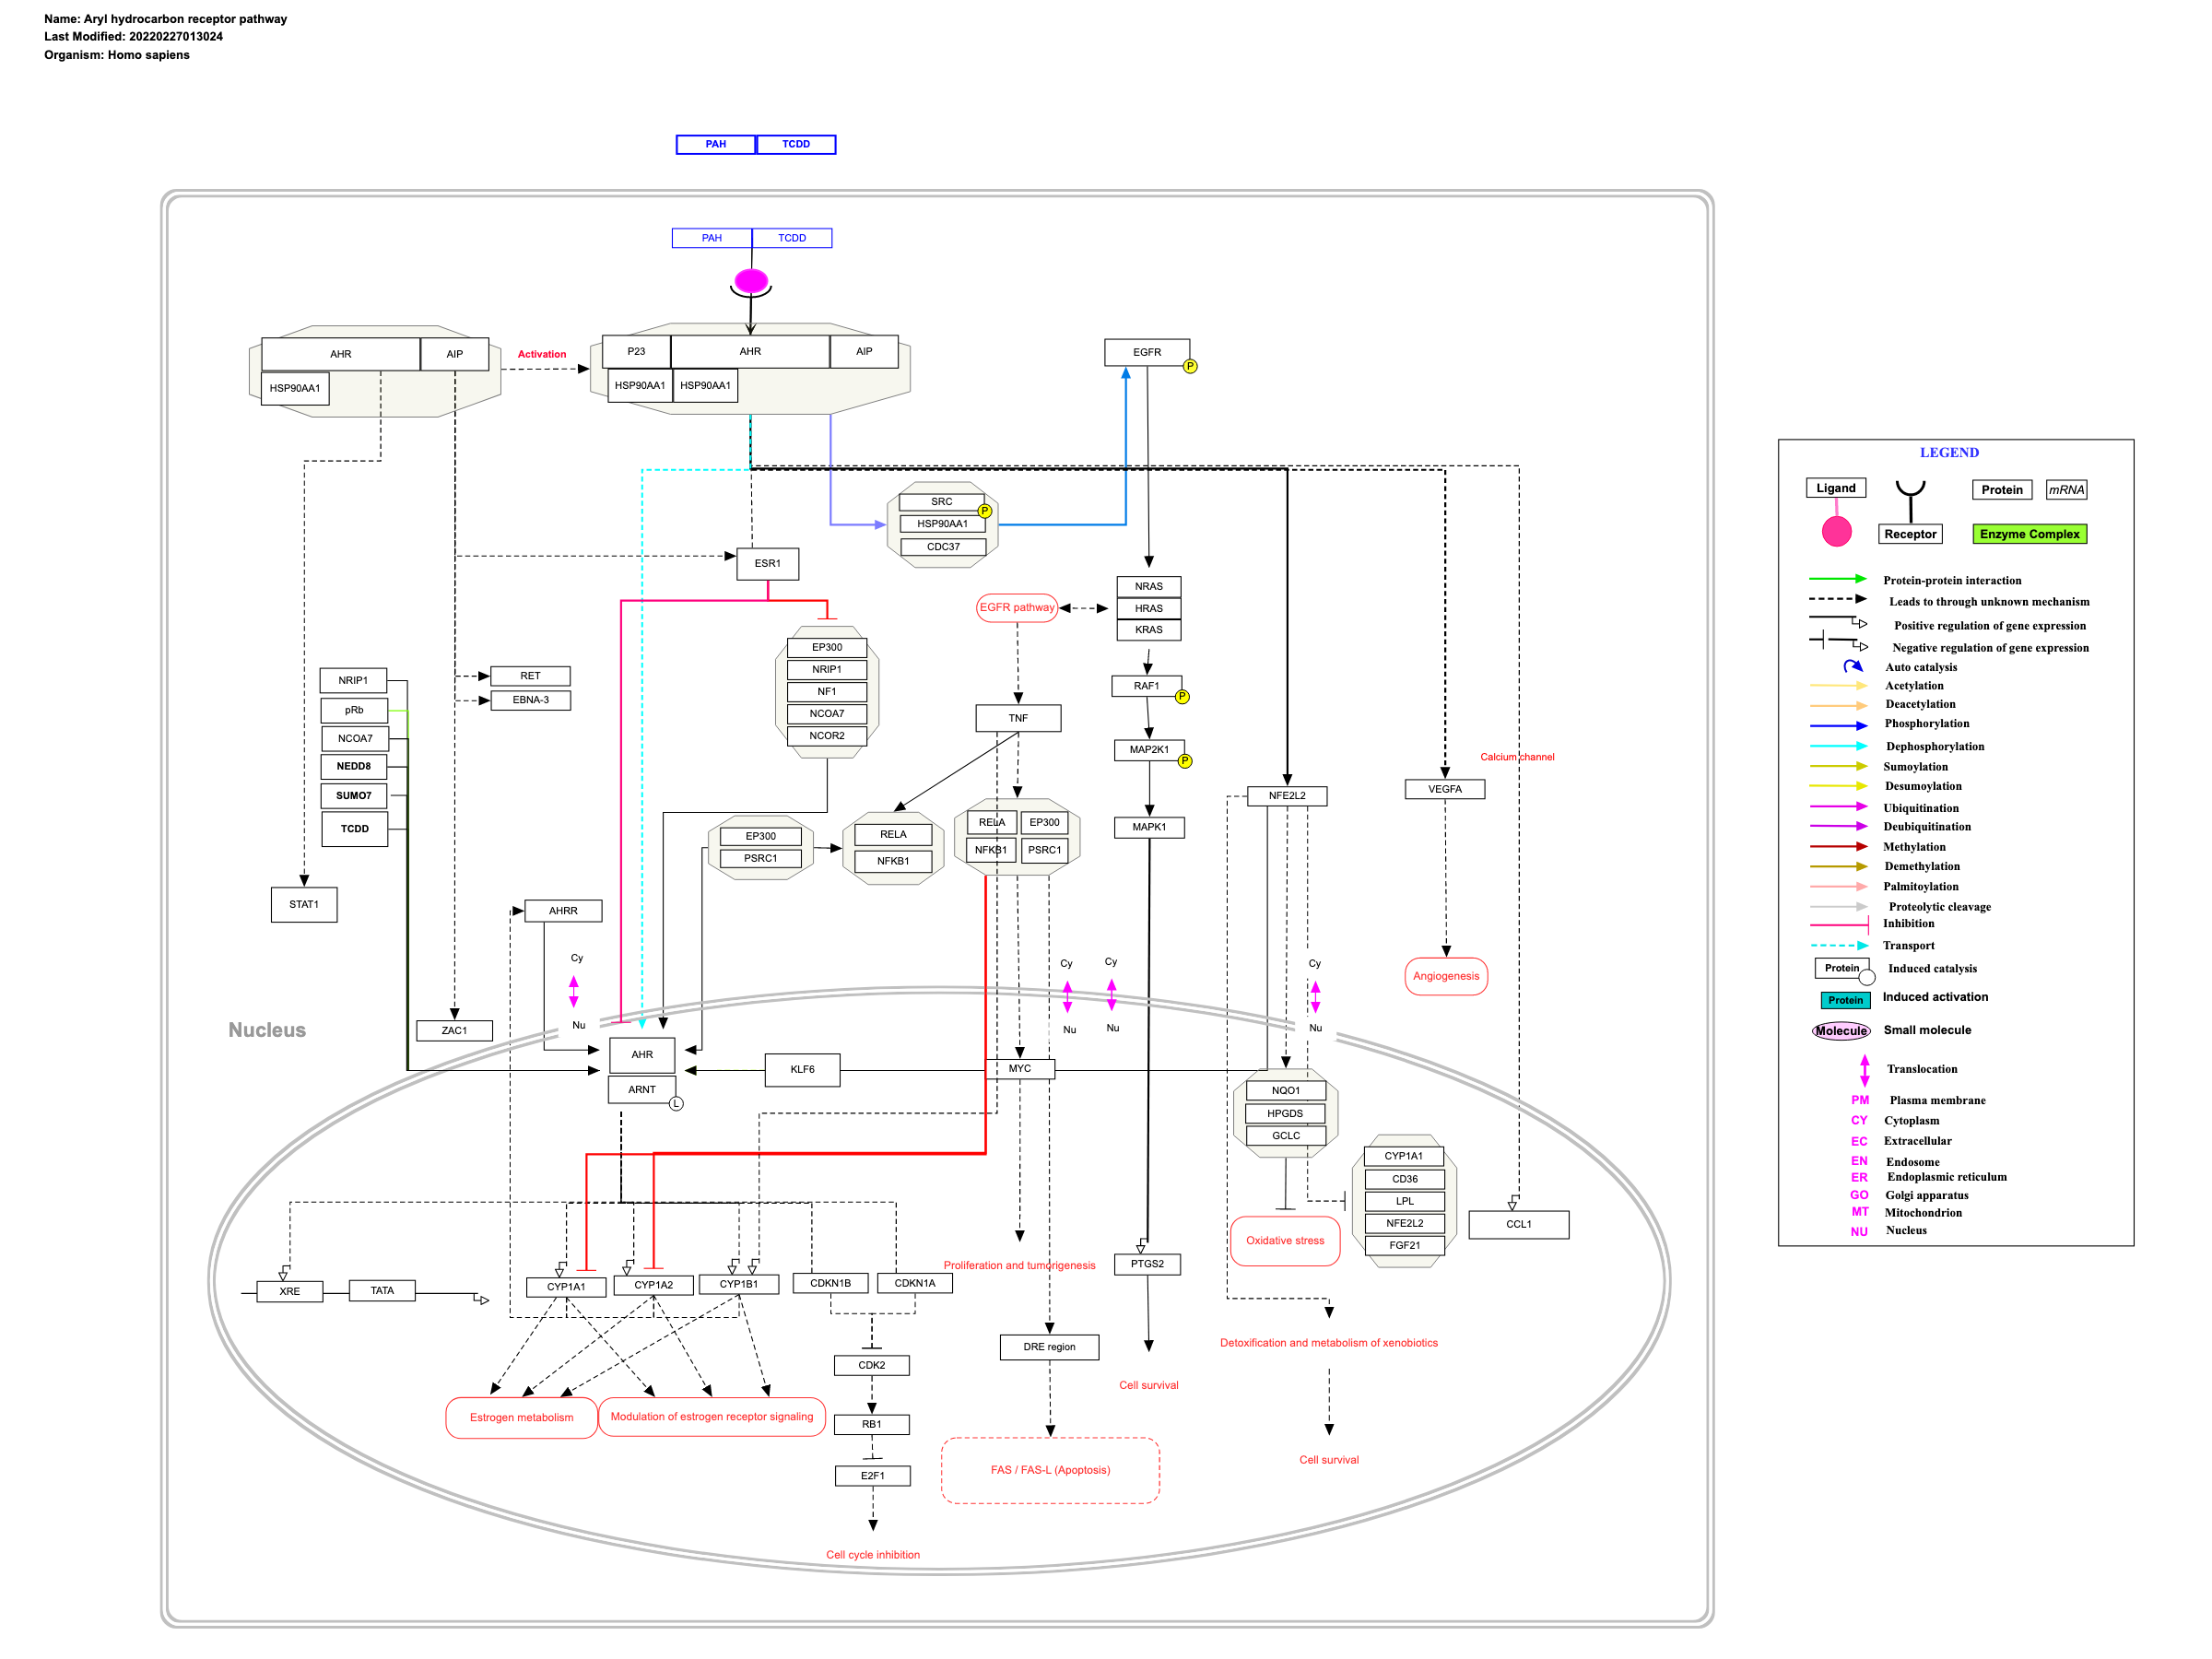 Name: Aryl hydrocarbon receptor pathway
Last Modified: 20220227013024
Organism: Homo sapiens
PAH TCDD
PAH TCDD
AHR AIP
HSP90AA1
Activation
P23 AHR AIP
HSP90AA1 HSP90AA1
EGFR
P
SRC
P
HSP90AA1
CDC37
ESR1
NRAS
HRAS
KRAS
EGFR pathway
EP300
NRIP1
NF1
NCOA7
NCOR2
RET
EBNA-3
NRIP1
pRb
NCOA7
NEDD8
SUMO7
TCDD
RAF1
P
TNF
MAP2K1
P
MAPK1
NFE2L2
VEGFA
Calcium channel
EP300
PSRC1
RELA
NFKB1
RELA EP300
NFKB1 PSRC1
STAT1
AHRR
Cy
Nu
Cy
Nu
Cy
Nu
Cy
Nu
Angiogenesis
Nucleus
ZAC1
AHR
ARNT
L
KLF6
MYC
NQO1
HPGDS
GCLC
CYP1A1
CD36
LPL
NFE2L2
FGF21
CCL1
Oxidative stress
Proliferation and tumorigenesis
PTGS2
XRE
TATA
CYP1A1
CYP1A2
CYP1B1
CDKN1B
CDKN1A
DRE region
Detoxification and metabolism of xenobiotics
CDK2
Cell survival
Estrogen metabolism
Modulation of estrogen receptor signaling
RB1
E2F1
FAS / FAS-L (Apoptosis)
Cell survival
Cell cycle inhibition
LEGEND
Ligand
Protein
mRNA
Receptor
Enzyme Complex
Protein-protein interaction
Leads to through unknown mechanism
Positive regulation of gene expression
Negative regulation of gene expression
Auto catalysis
Acetylation
Deacetylation
Phosphorylation
Dephosphorylation
Sumoylation
Desumoylation
Ubiquitination
Deubiquitination
Methylation
Demethylation
Palmitoylation
Proteolytic cleavage
Inhibition
Transport
Protein Induced catalysis
Protein Induced activation
Molecule Small molecule
Translocation
PM Plasma membrane
CY Cytoplasm
EC Extracellular
EN Endosome
ER Endoplasmic reticulum
GO Golgi apparatus
MT Mitochondrion
NU Nucleus